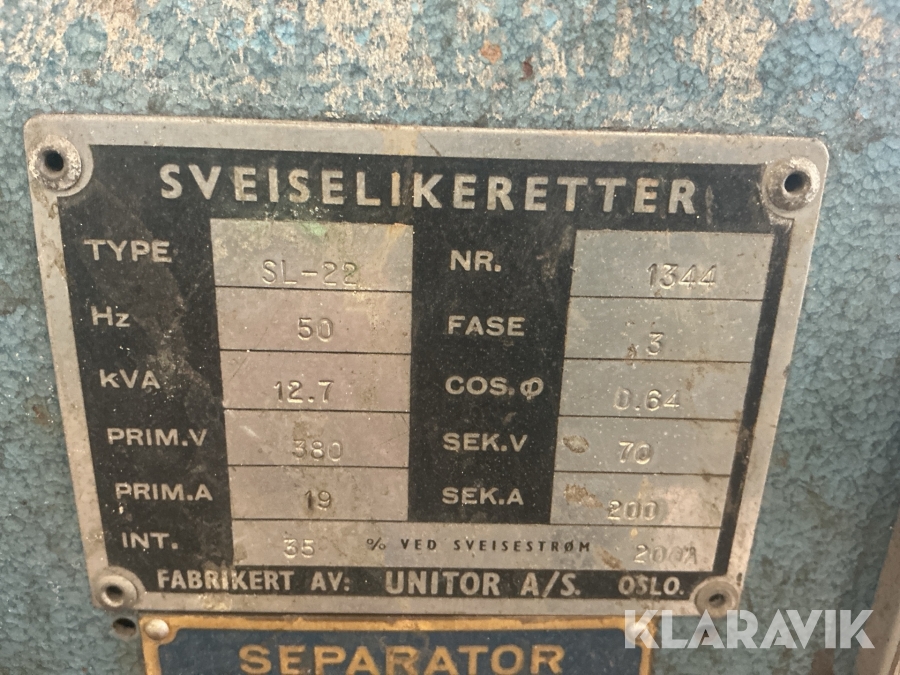 SVEISELIKERETTER
TYPE SL-22 NR. 1344
Hz 50 FASE 3
kVA 12.7 COS.φ 0.64
PRIM.V 380 SEK.V 70
PRIM.A 19 SEK.A 200
INT. 35 % VED SVEISESTRØM 200A
FABRIKERT AV: UNITOR A/S. OSLO.
SEPARATOR
KLARAVIK